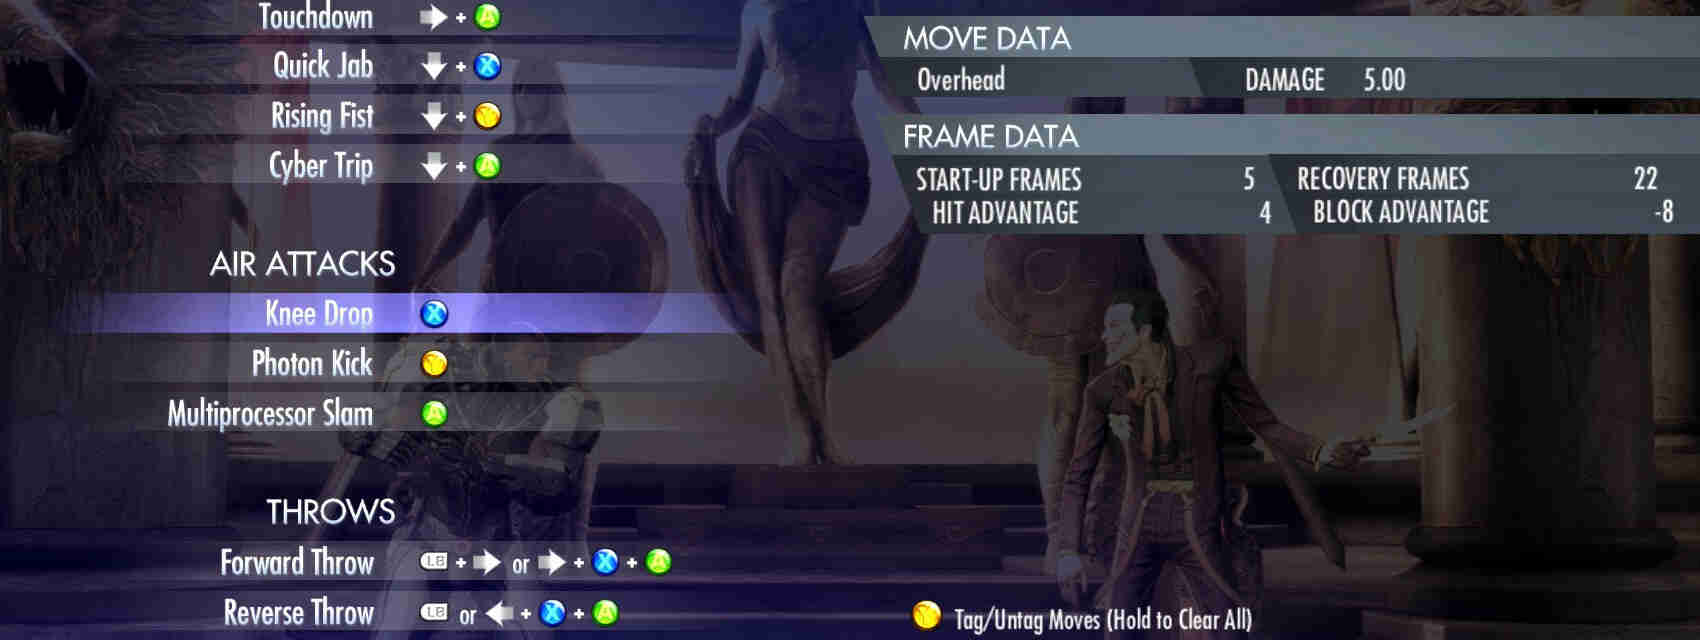 Touchdown + A
Quick Jab + X
Rising Fist + Y
Cyber Trip + A
AIR ATTACKS
Knee Drop X
Photon Kick Y
Multiprocessor Slam A
THROWS
Forward Throw LB + or + X + A
Reverse Throw LB or + X + A
MOVE DATA
Overhead DAMAGE 5.00
FRAME DATA
START-UP FRAMES 5 RECOVERY FRAMES 22
HIT ADVANTAGE 4 BLOCK ADVANTAGE -8
Y Tag/Untag Moves (Hold to Clear All)